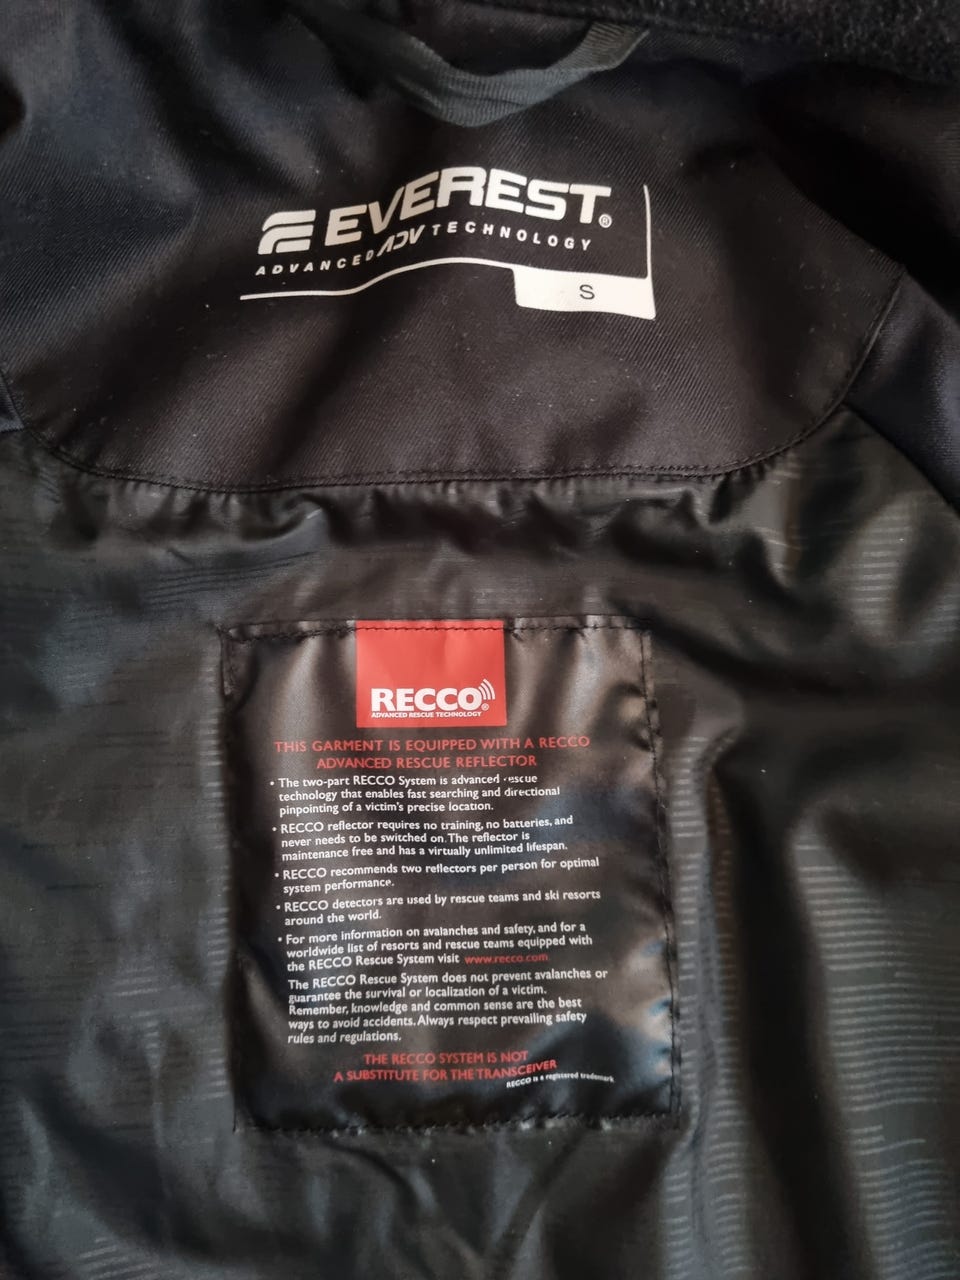 EVEREST®
ADVANCED ADV TECHNOLOGY
S
RECCO®
ADVANCED RESCUE TECHNOLOGY
THIS GARMENT IS EQUIPPED WITH A RECCO
ADVANCED RESCUE REFLECTOR
• The two-part RECCO System is advanced rescue
technology that enables fast searching and directional
pinpointing of a victim's precise location.
• RECCO reflector requires no training, no batteries, and
never needs to be switched on. The reflector is
maintenance free and has a virtually unlimited lifespan.
• RECCO recommends two reflectors per person for optimal
system performance.
• RECCO detectors are used by rescue teams and ski resorts
around the world.
• For more information on avalanches and safety, and for a
worldwide list of resorts and rescue teams equipped with
the RECCO Rescue System visit www.recco.com
The RECCO Rescue System does not prevent avalanches or
guarantee the survival or localization of a victim.
Remember, knowledge and common sense are the best
ways to avoid accidents. Always respect prevailing safety
rules and regulations.
THE RECCO SYSTEM IS NOT
A SUBSTITUTE FOR THE TRANSCEIVER
RECCO is a registered trademark